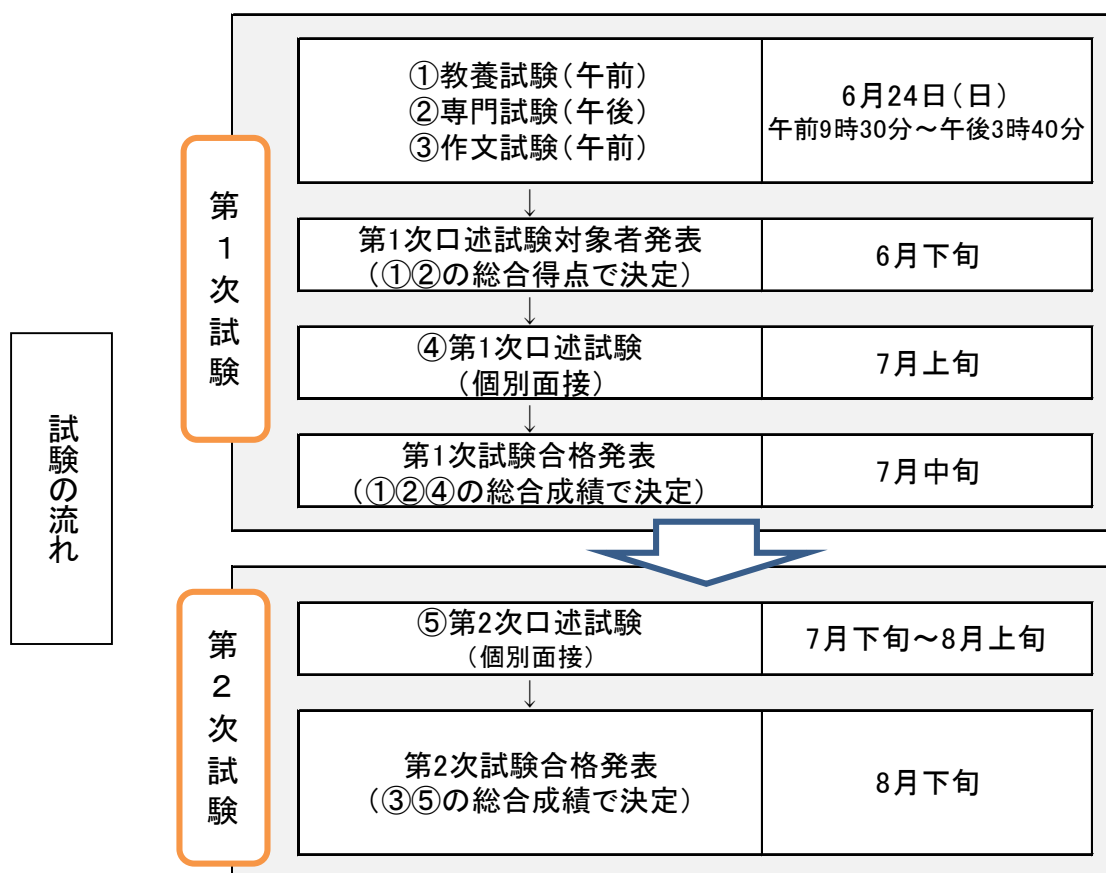 試験の流れ
第1次試験
①教養試験(午前)
②専門試験(午後)
③作文試験(午前)
6月24日(日)
午前9時30分～午後3時40分
↓
第1次口述試験対象者発表
(①②の総合得点で決定)
6月下旬
↓
④第1次口述試験
(個別面接)
7月上旬
↓
第1次試験合格発表
(①②④の総合成績で決定)
7月中旬
第2次試験
⑤第2次口述試験
(個別面接)
7月下旬～8月上旬
↓
第2次試験合格発表
(③⑤の総合成績で決定)
8月下旬